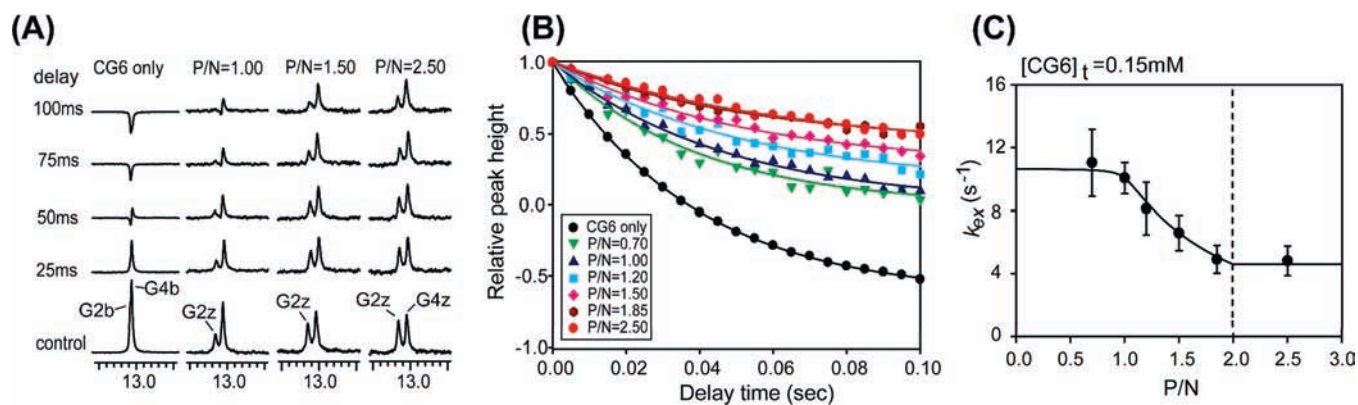 (A)
delay
CG6 only
P/N=1.00
P/N=1.50
P/N=2.50
100ms
75ms
50ms
25ms
G4b
G2b
G2z
G2z
G2z
G4z
control
13.0
13.0
13.0
13.0
(B)
Relative peak height
1.0
0.5
0.0
-0.5
-1.0
CG6 only
P/N=0.70
P/N=1.00
P/N=1.20
P/N=1.50
P/N=1.85
P/N=2.50
0.00
0.02
0.04
0.06
0.08
0.10
Delay time (sec)
(C)
[CG6]t=0.15mM
kex (s-1)
16
12
8
4
0
0.0
0.5
1.0
1.5
2.0
2.5
3.0
P/N